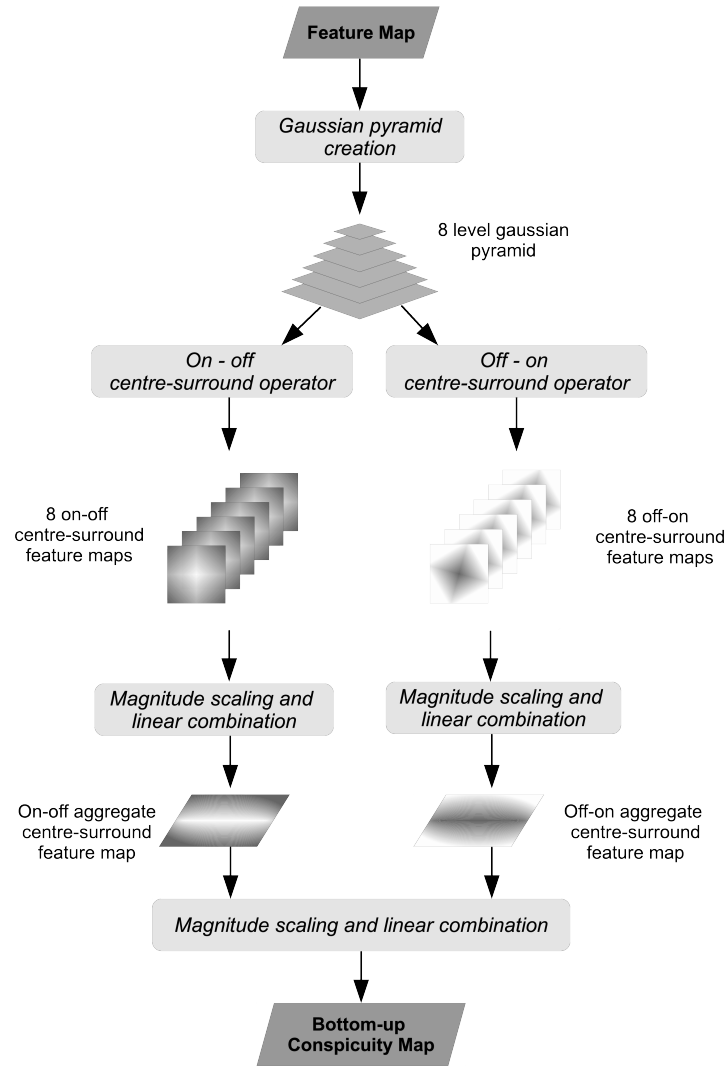 Feature Map
Gaussian pyramid
creation
8 level gaussian
pyramid
On - off
centre-surround operator
Off - on
centre-surround operator
8 on-off
centre-surround
feature maps
8 off-on
centre-surround
feature maps
Magnitude scaling and
linear combination
Magnitude scaling and
linear combination
On-off aggregate
centre-surround
feature map
Off-on aggregate
centre-surround
feature map
Magnitude scaling and linear combination
Bottom-up
Conspicuity Map